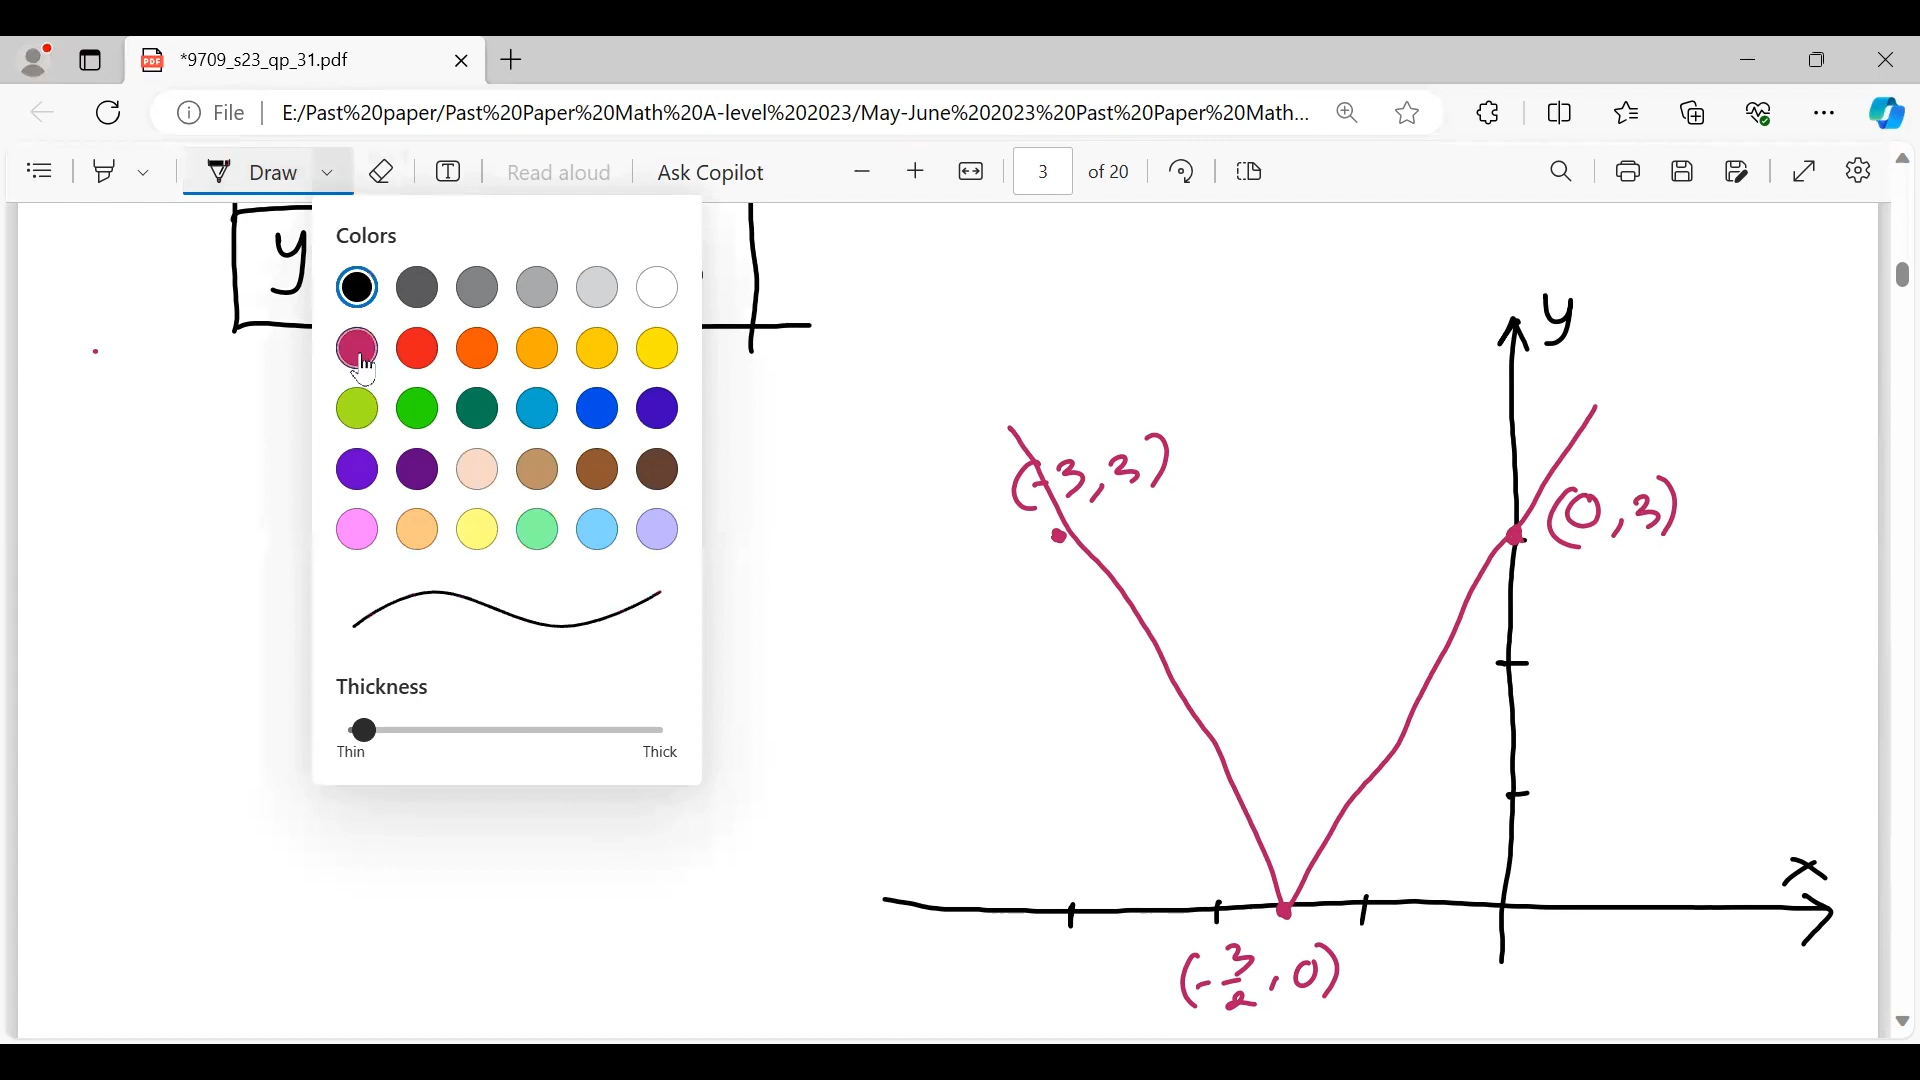 *9709_s23_qp_31.pdf
File
E:/Past%20paper/Past%20Paper%20Math%20A-level%202023/May-June%202023%20Past%20Paper%20Math...
Draw
Read aloud
Ask Copilot
3 of 20
Colors
Thickness
Thin Thick
y
y
(-3,3)
(0,3)
x
(-3/2,0)